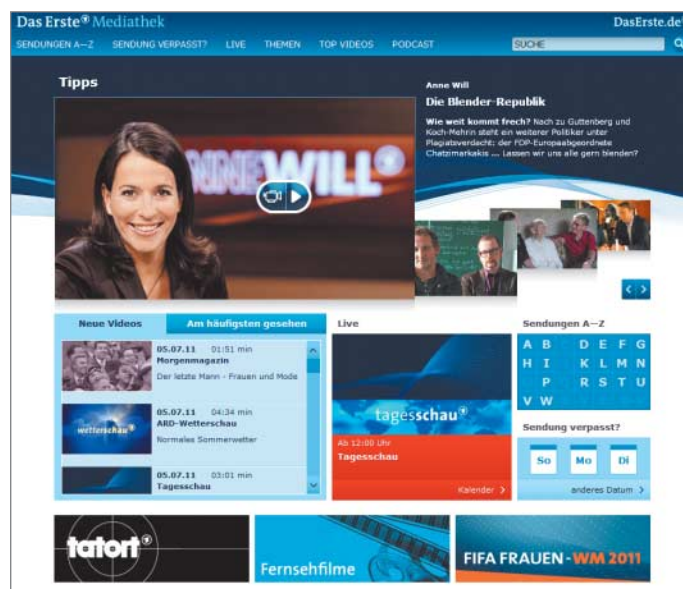 Das Erste Mediathek
DasErste.de
SENDUNGEN A—Z SENDUNG VERPASST? LIVE THEMEN TOP VIDEOS PODCAST SUCHE
Tipps
ANNEWILL
Anne Will
Die Blender-Republik
Wie weit kommt frech? Nach zu Guttenberg und
Koch-Mehrin steht ein weiterer Politiker unter
Plagiatsverdacht: der FDP-Europaabgeordnete
Chatzimarkakis ... Lassen wir uns alle gern blenden?
Neue Videos Am häufigsten gesehen
05.07.11 01:51 min
Morgenmagazin
Der letzte Mann - Frauen und Mode
wetterschau
05.07.11 04:34 min
ARD-Wetterschau
Normales Sommerwetter
05.07.11 03:01 min
Tagesschau
Live
tagesschau
Ab 12:00 Uhr
Tagesschau
Kalender
Sendungen A—Z
A B D E F G
H I K L M N
P R S T U
V W
Sendung verpasst?
So Mo Di
anderes Datum
tatort
Fernsehfilme
FIFA FRAUEN-WM 2011